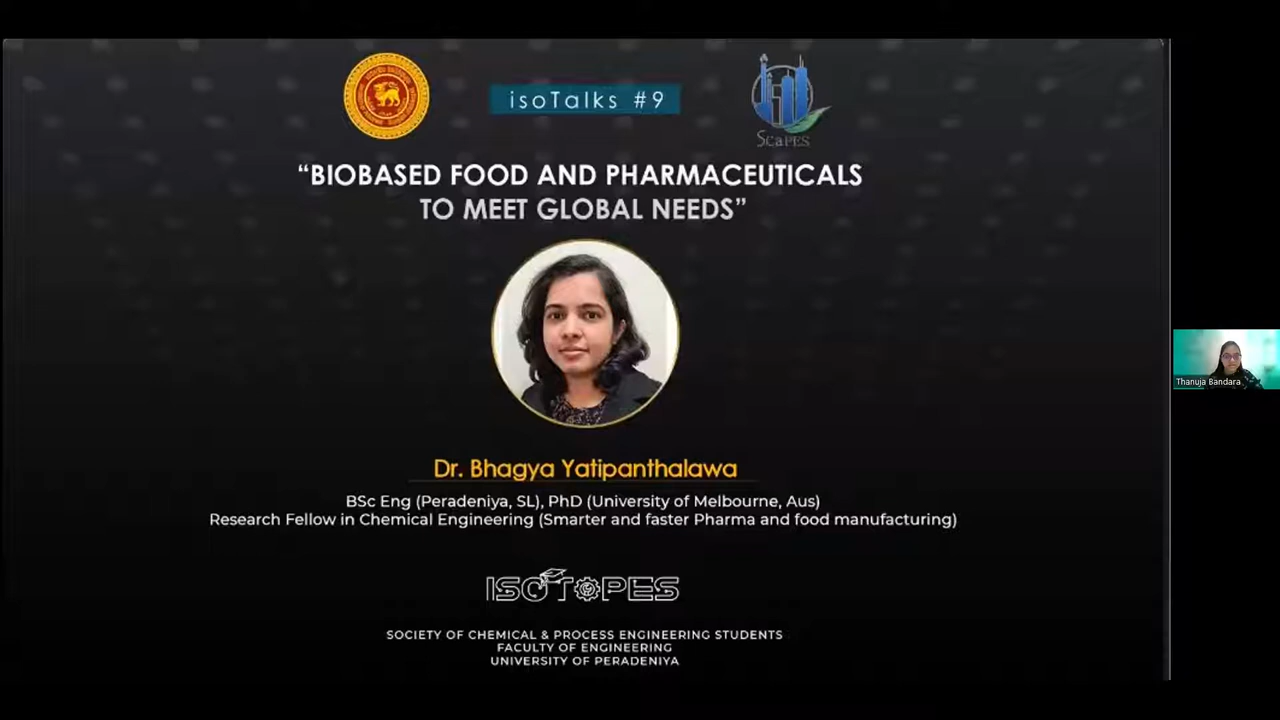 isoTalks #9
ScaPES
“BIOBASED FOOD AND PHARMACEUTICALS
TO MEET GLOBAL NEEDS”
Thanuja Bandara
Dr. Bhagya Yatipanthalawa
BSc Eng (Peradeniya, SL), PhD (University of Melbourne, Aus)
Research Fellow in Chemical Engineering (Smarter and faster Pharma and food manufacturing)
ISOTOPES
SOCIETY OF CHEMICAL & PROCESS ENGINEERING STUDENTS
FACULTY OF ENGINEERING
UNIVERSITY OF PERADENIYA